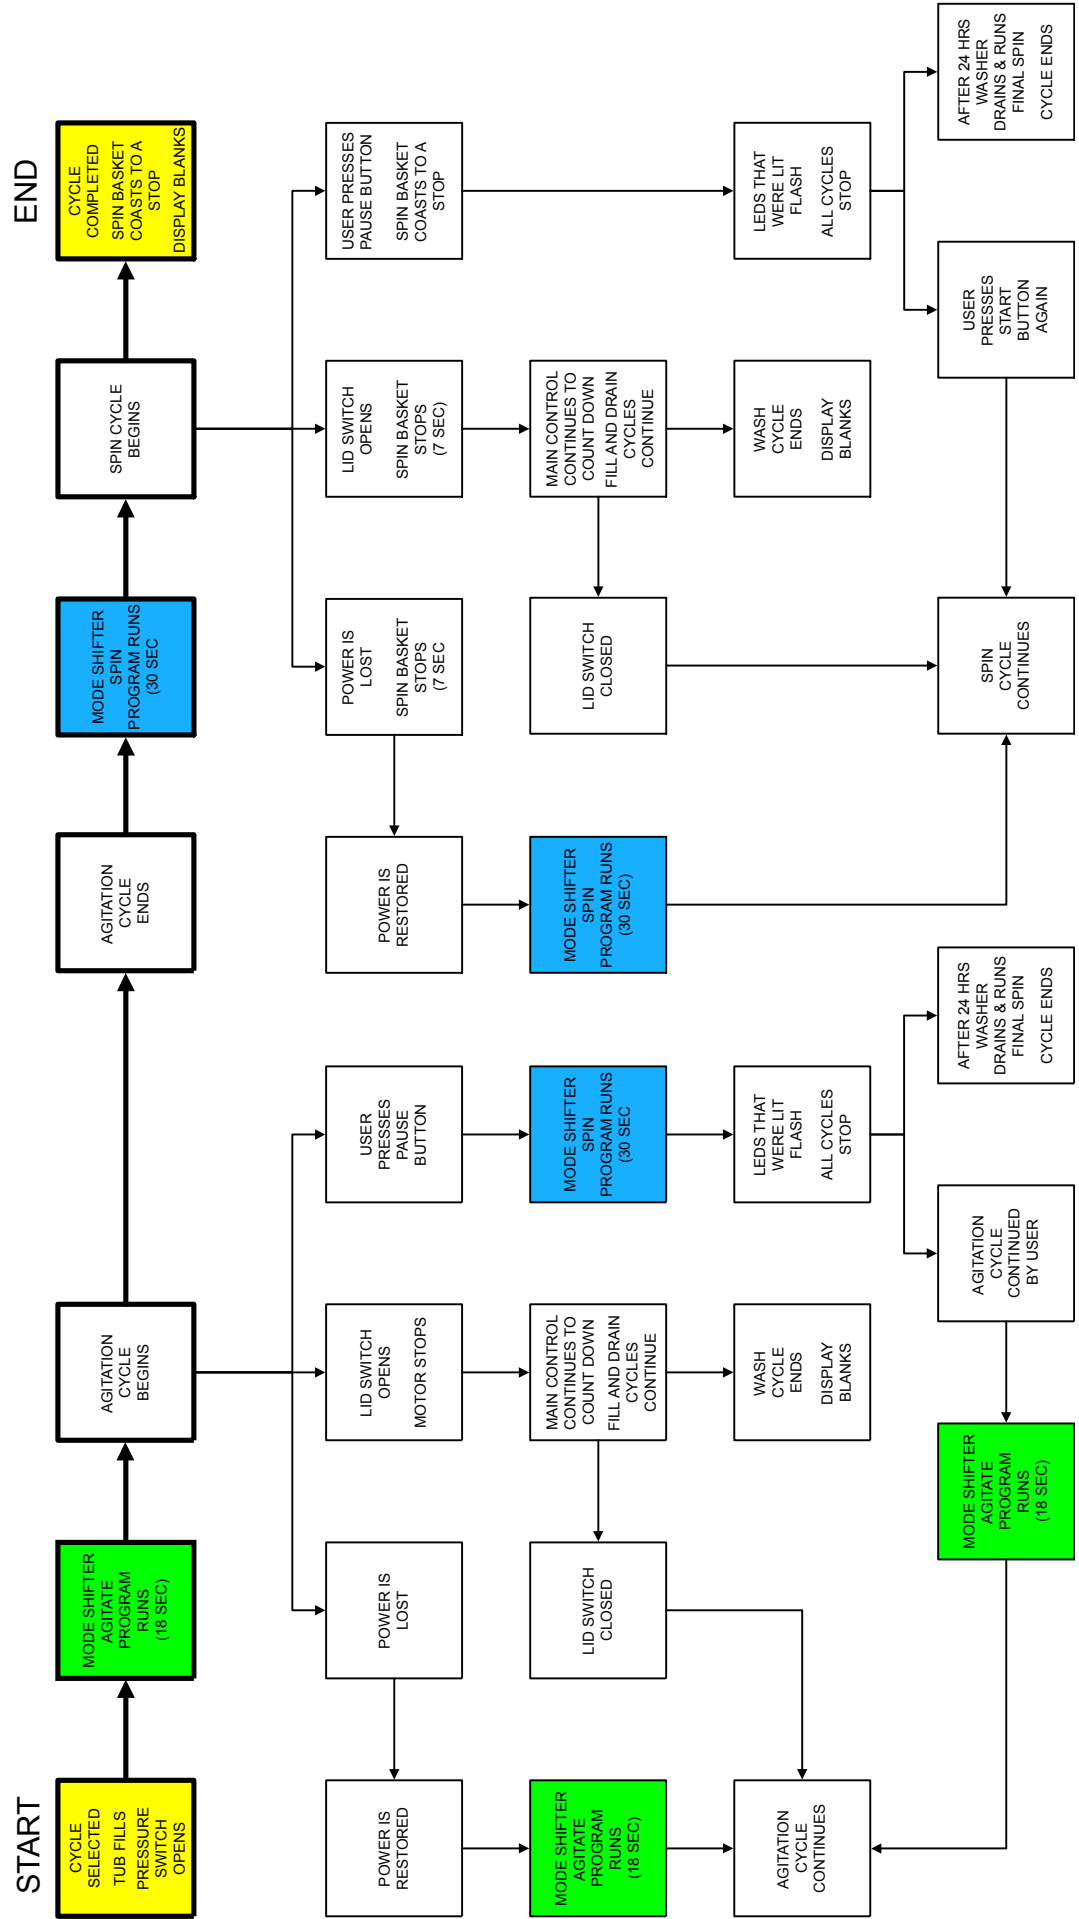 START
END
CYCLE
SELECTED
TUB FILLS
PRESSURE
SWITCH
OPENS
MODE SHIFTER
AGITATE
PROGRAM
RUNS
(18 SEC)
AGITATION
CYCLE
BEGINS
AGITATION
CYCLE
ENDS
MODE SHIFTER
SPIN
PROGRAM RUNS
(30 SEC
SPIN CYCLE
BEGINS
CYCLE
COMPLETED
SPIN BASKET
COASTS TO A
STOP
DISPLAY BLANKS
POWER IS
RESTORED
POWER IS
LOST
LID SWITCH
OPENS
MOTOR STOPS
USER
PRESSES
PAUSE
BUTTON
POWER IS
RESTORED
POWER IS
LOST
SPIN BASKET
STOPS
(7 SEC
LID SWITCH
OPENS
SPIN BASKET
STOPS
(7 SEC)
USER PRESSES
PAUSE BUTTON
SPIN BASKET
COASTS TO A
STOP
MODE SHIFTER
AGITATE
PROGRAM
RUNS
(18 SEC)
LID SWITCH
CLOSED
MAIN CONTROL
CONTINUES TO
COUNT DOWN
FILL AND DRAIN
CYCLES
CONTINUE
MODE SHIFTER
SPIN
PROGRAM RUNS
(30 SEC
MODE SHIFTER
SPIN
PROGRAM RUNS
(30 SEC)
LID SWITCH
CLOSED
MAIN CONTROL
CONTINUES TO
COUNT DOWN
FILL AND DRAIN
CYCLES
CONTINUE
AGITATION
CYCLE
CONTINUES
WASH
CYCLE
ENDS
DISPLAY
BLANKS
LEDS THAT
WERE LIT
FLASH
ALL CYCLES
STOP
WASH
CYCLE
ENDS
DISPLAY
BLANKS
LEDS THAT
WERE LIT
FLASH
ALL CYCLES
STOP
MODE SHIFTER
AGITATE
PROGRAM
RUNS
(18 SEC)
AGITATION
CYCLE
CONTINUED
BY USER
AFTER 24 HRS
WASHER
DRAINS & RUNS
FINAL SPIN
CYCLE ENDS
SPIN
CYCLE
CONTINUES
USER
PRESSES
START
BUTTON
AGAIN
AFTER 24 HRS
WASHER
DRAINS & RUNS
FINAL SPIN
CYCLE ENDS